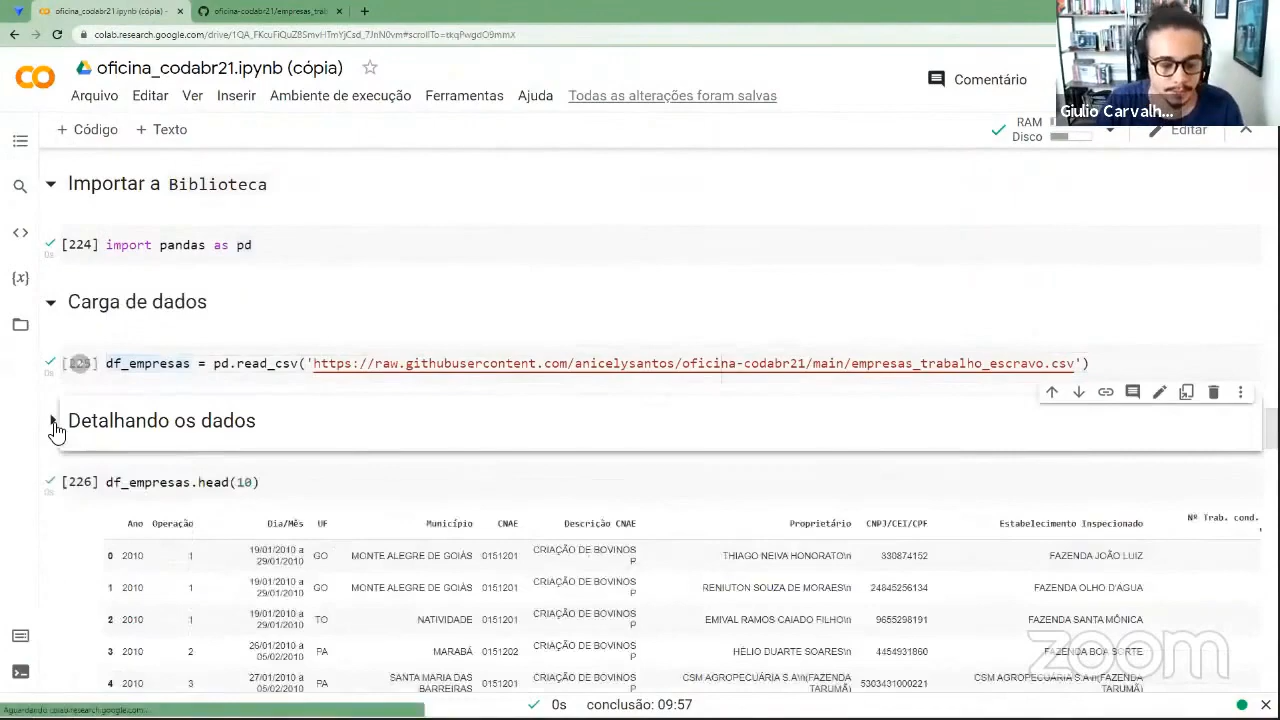 oficina_codabr21.ipynb (cópia) -
oficina-codabr21/empresas_trab
colab.research.google.com/drive/
oficina_codabr21.ipynb (cópia)
Arquivo Editar Ver Inserir Ambiente de execução Ferramentas Ajuda Todas as alterações foram salvas
Comentário
Giulio Carvalh...
+ Código + Texto
RAM
Disco
Editar
Importar a Biblioteca
[224] import pandas as pd
0s
Carga de dados
[225] df_empresas = pd.read_csv('https://raw.githubusercontent.com/anicelysantos/oficina-codabr21/main/empresas_trabalho_escravo.csv')
0s
Detalhando os dados
[226] df_empresas.head(10)
0s
Ano Operação Dia/Mês UF Município CNAE Descrição CNAE Proprietário CNPJ/CEI/CPF Estabelecimento Inspecionado Nº Trab. cond.
0 2010 1 19/01/2010 a 29/01/2010 GO MONTE ALEGRE DE GOIÁS 0151201 CRIAÇÃO DE BOVINOS P THIAGO NEIVA HONORATO\n 330874152 FAZENDA JOÃO LUIZ
1 2010 1 19/01/2010 a 29/01/2010 GO MONTE ALEGRE DE GOIÁS 0151201 CRIAÇÃO DE BOVINOS P RENIUTON SOUZA DE MORAES\n 24845256134 FAZENDA OLHO D'ÁGUA
2 2010 1 19/01/2010 a 29/01/2010 TO NATIVIDADE 0151201 CRIAÇÃO DE BOVINOS P EMIVAL RAMOS CAIADO FILHO\n 9655298191 FAZENDA SANTA MÔNICA
3 2010 2 26/01/2010 a 05/02/2010 PA MARABÁ 0151202 CRIAÇÃO DE BOVINOS P HÉLIO DUARTE SOARES\n 4454931860 FAZENDA BOA SORTE
4 2010 3 27/01/2010 a 05/02/2010 PA SANTA MARIA DAS BARREIRAS 0151201 CRIAÇÃO DE BOVINOS P CSM AGROPECUÁRIA S.A\n(FAZENDA TARUMÃ) 5303431000221 CSM AGROPECUÁRIA S.A\n(FAZENDA TARUMÃ)
zoom
Aguardando colab.research.google.com...
0s conclusão: 09:57